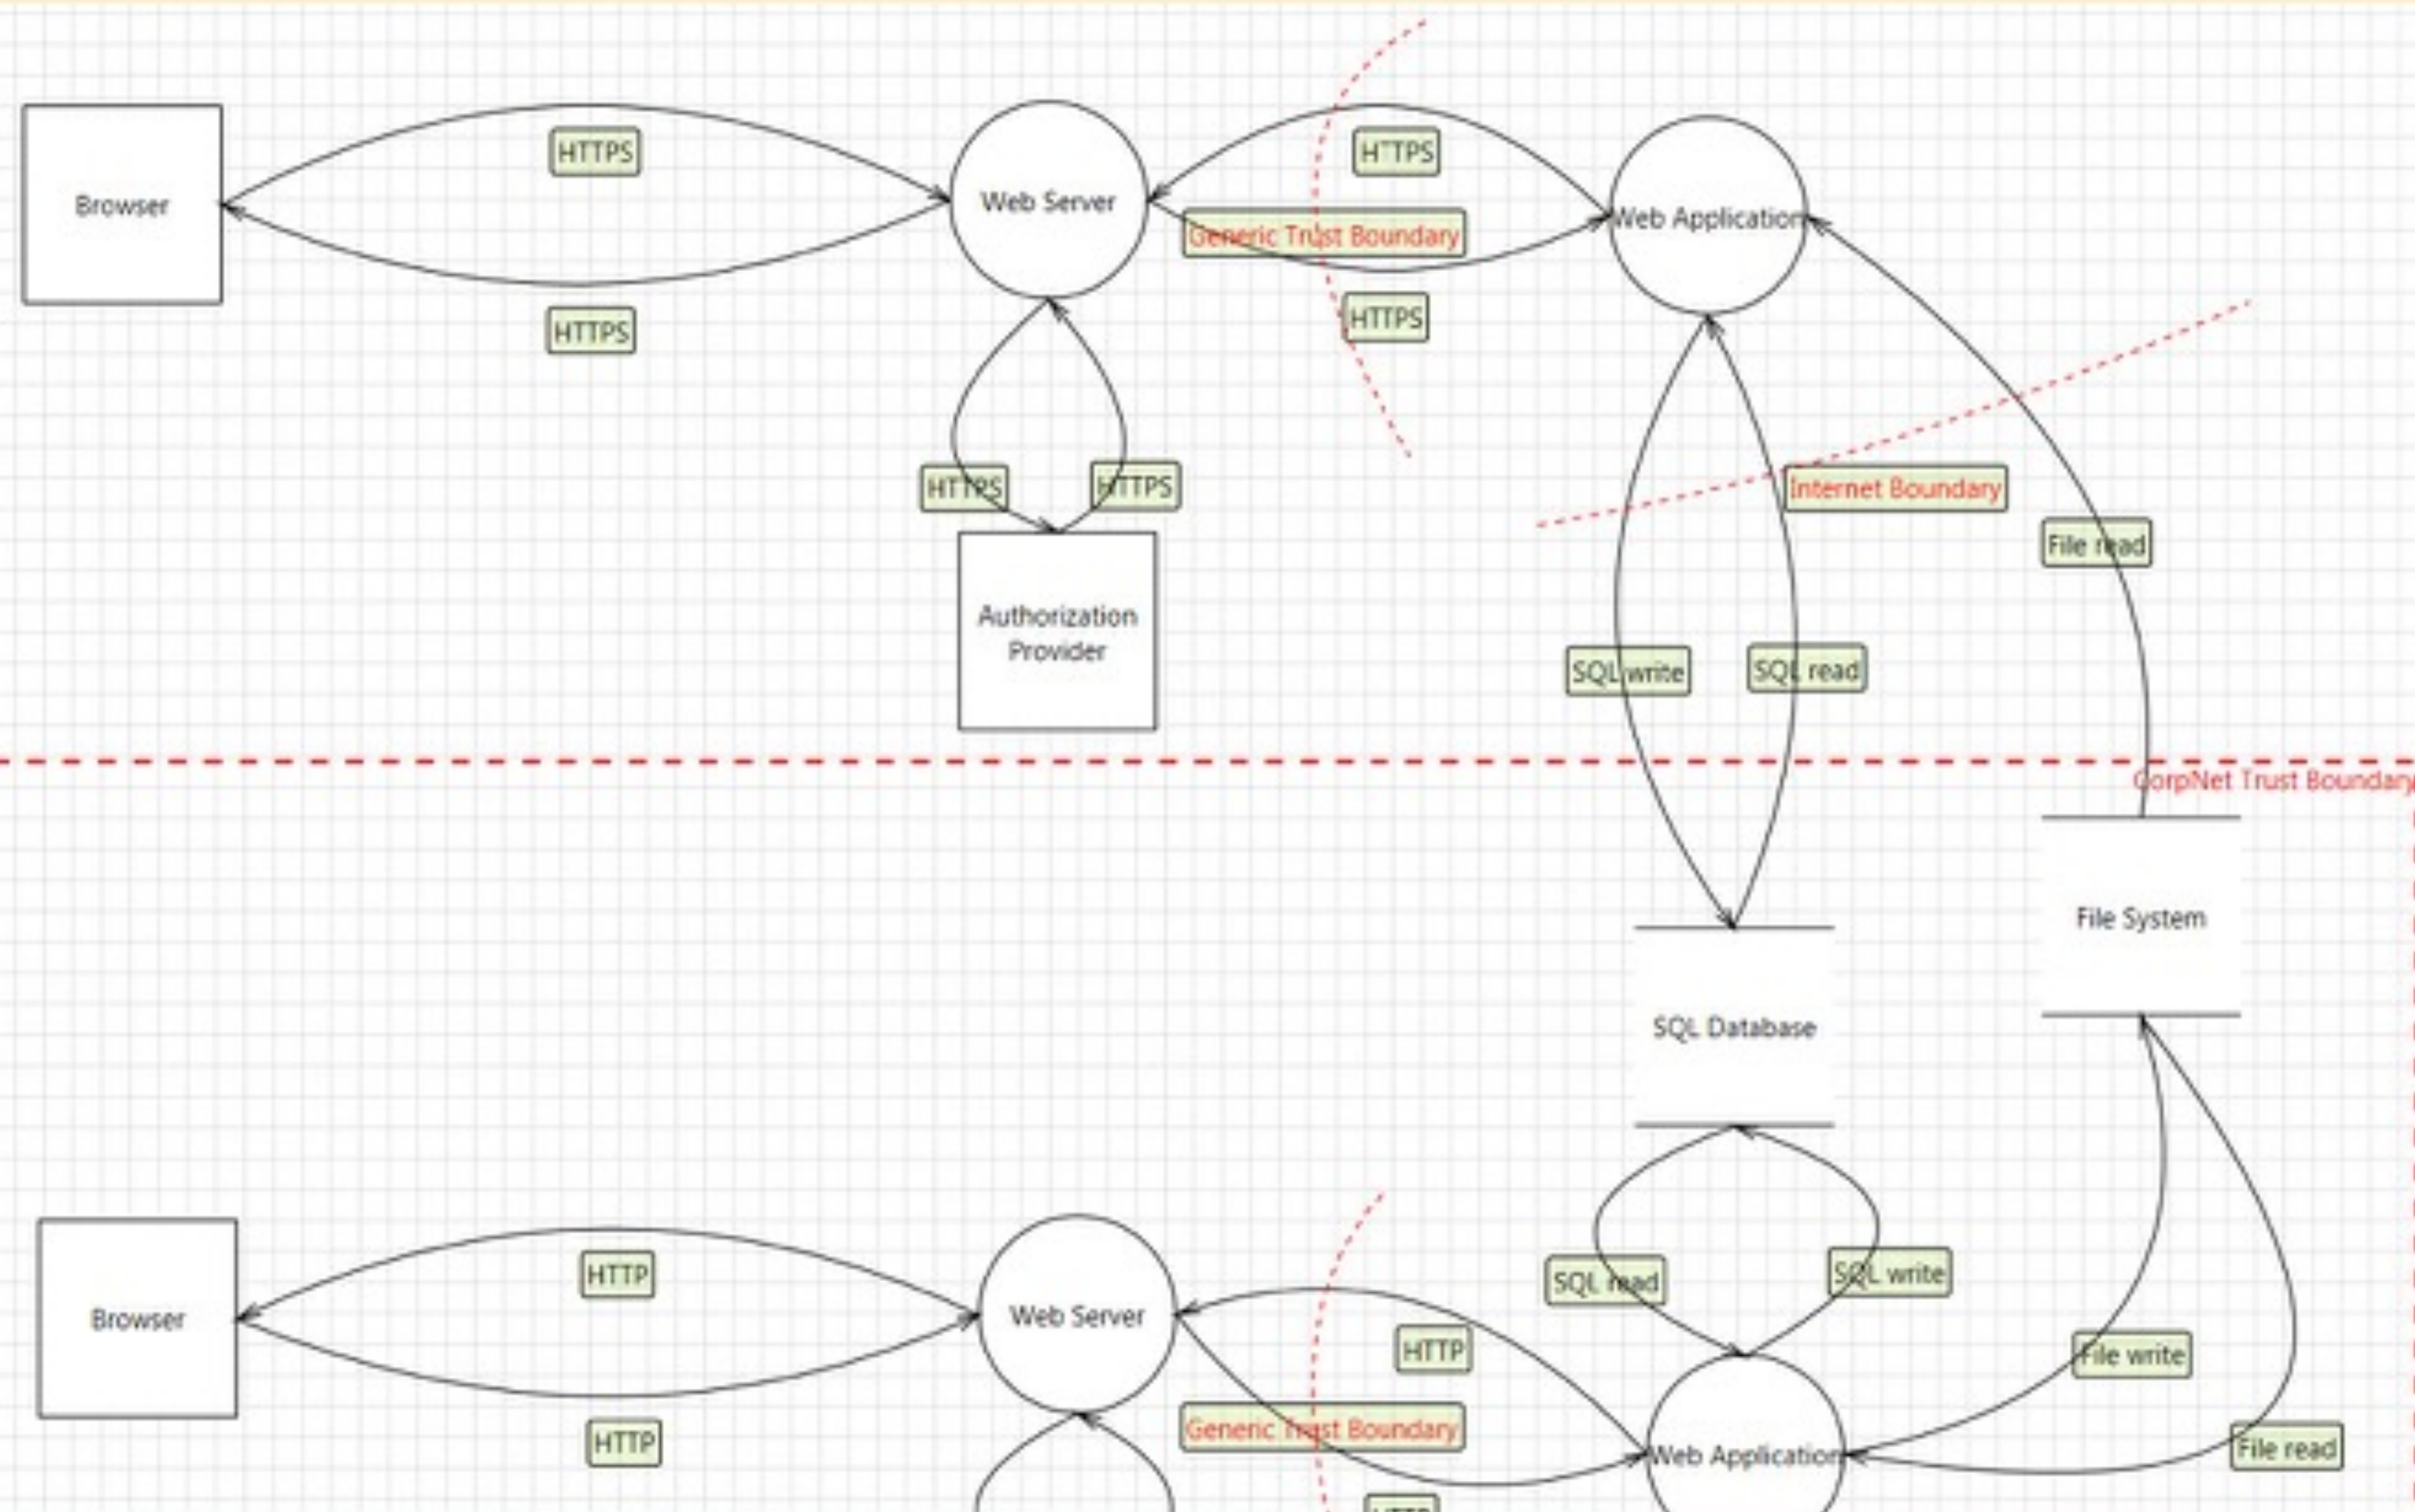 HTTPS
HTTPS
Browser
Web Server
Web Application
Generic Trust Boundary
HTTPS
HTTPS
HTTPS
HTTPS
Internet Boundary
File read
Authorization
Provider
SQL write
SQL read
CorpNet Trust Boundary
File System
SQL Database
HTTP
SQL read
SQL write
Browser
Web Server
HTTP
File write
Generic Trust Boundary
HTTP
Web Application
File read
HTTP